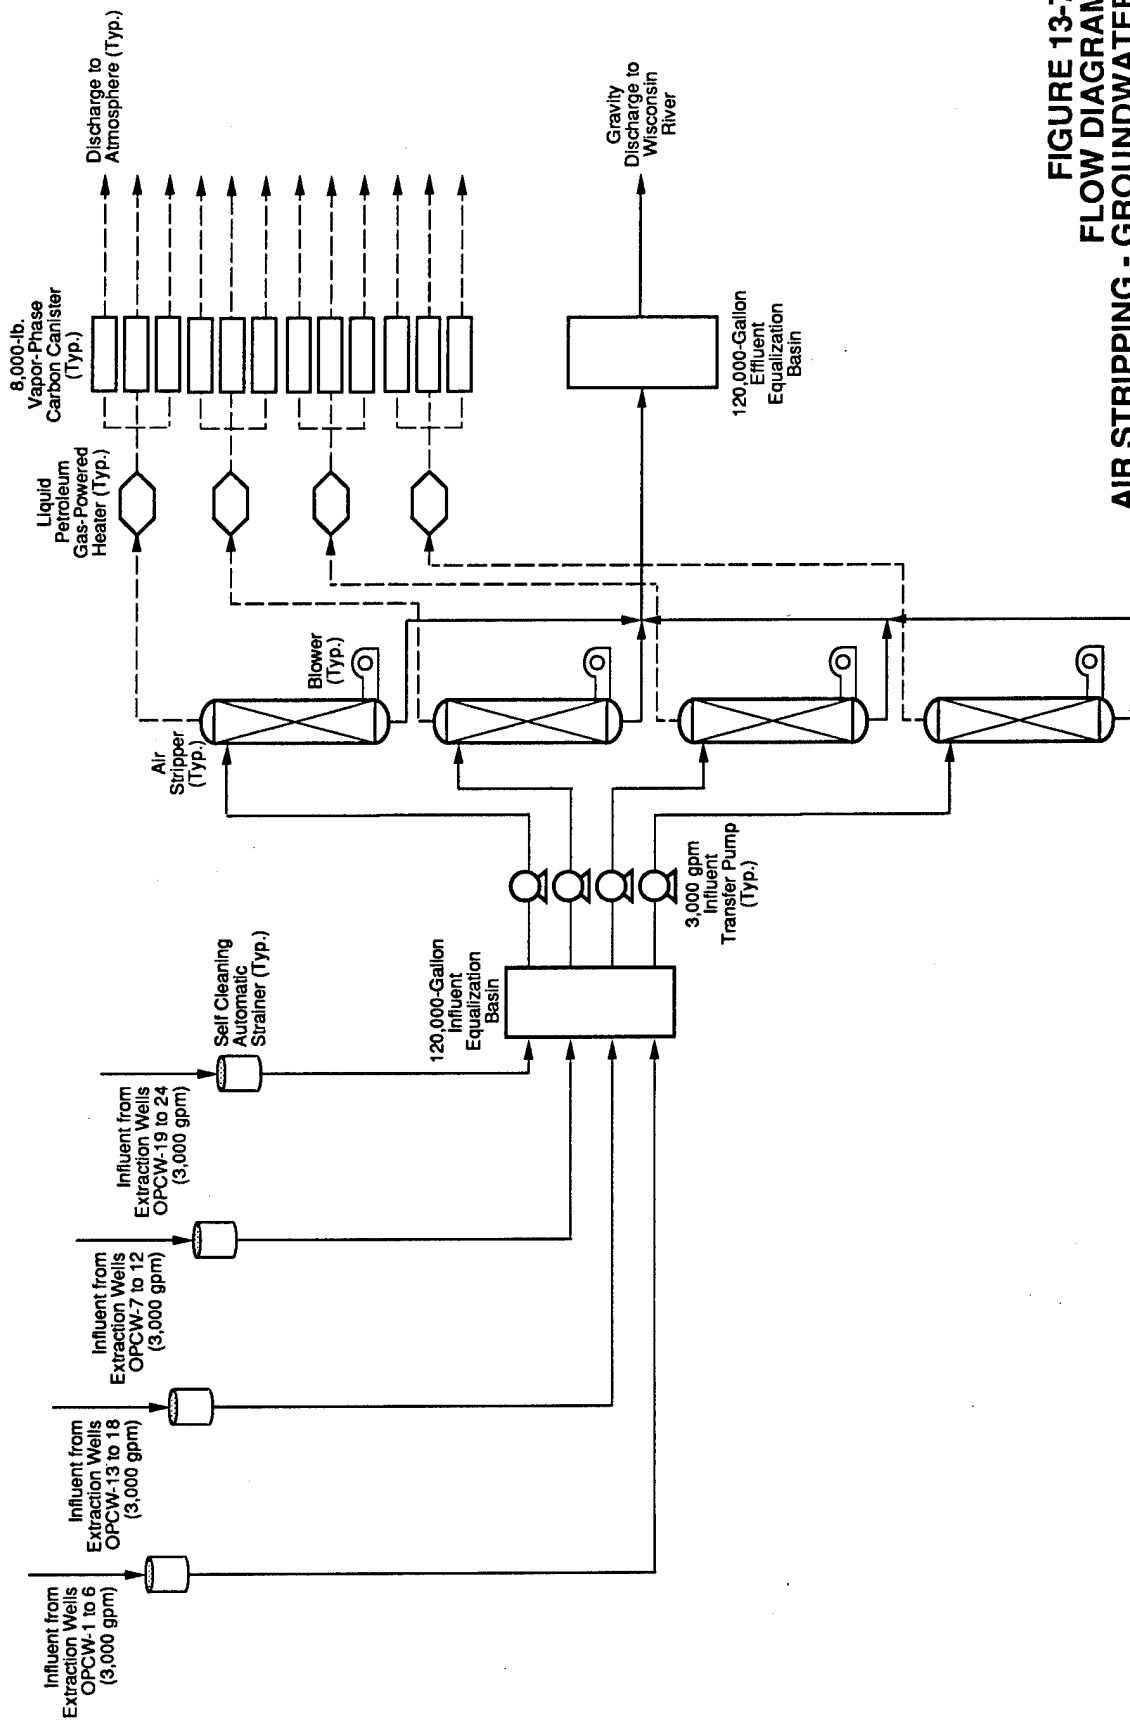 Discharge to
Atmosphere (Typ.)
8,000-lb.
Vapor-Phase
Carbon Canister
(Typ.)
Liquid
Petroleum
Gas-Powered
Heater (Typ.)
Gravity
Discharge to
Wisconsin
River
120,000-Gallon
Effluent
Equalization
Basin
Blower
(Typ.)
Air
Stripper
(Typ.)
3,000 gpm
Influent
Transfer Pump
(Typ.)
120,000-Gallon
Influent
Equalization
Basin
Self Cleaning
Automatic
Strainer (Typ.)
Influent from
Extraction Wells
OPCW-19 to 24
(3,000 gpm)
Influent from
Extraction Wells
OPCW-7 to 12
(3,000 gpm)
Influent from
Extraction Wells
OPCW-13 to 18
(3,000 gpm)
Influent from
Extraction Wells
OPCW-1 to 6
(3,000 gpm)
FIGURE 13-
FLOW DIAGRAM
AIR STRIPPING - GROUNDWATER